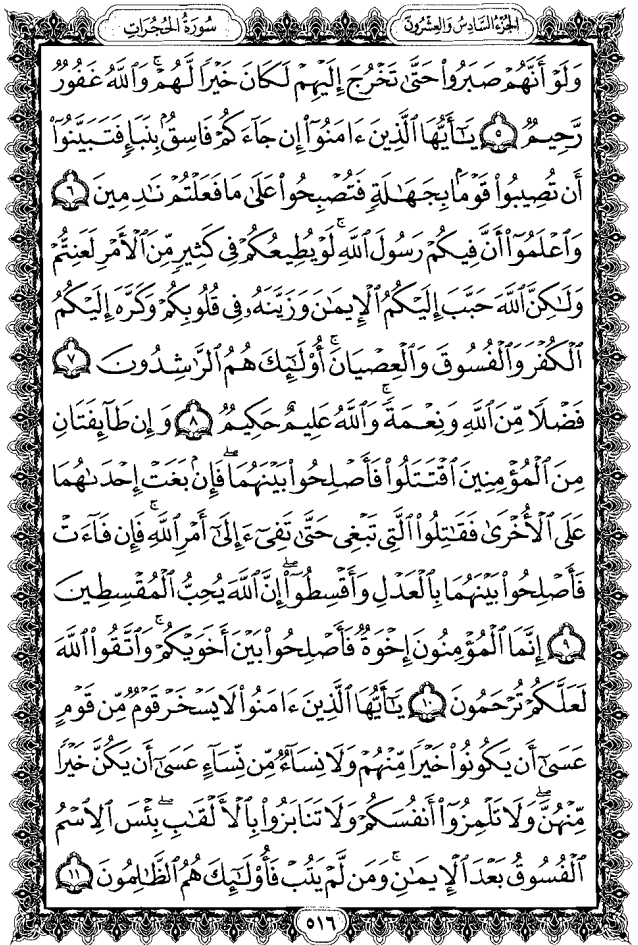 الجزء السادس والعشرون
سورة الحجرات
وَلَوْ أَنَّهُمْ صَبَرُوا۟ حَتَّىٰ تَخْرُجَ إِلَيْهِمْ لَكَانَ خَيْرًا لَّهُمْ ۚ وَٱللَّهُ غَفُورٌ
رَّحِيمٌ ٥ يَـٰٓأَيُّهَا ٱلَّذِينَ ءَامَنُوٓا۟ إِن جَآءَكُمْ فَاسِقٌۢ بِنَبَإٍ فَتَبَيَّنُوٓا۟
أَن تُصِيبُوا۟ قَوْمًۢا بِجَهَـٰلَةٍ فَتُصْبِحُوا۟ عَلَىٰ مَا فَعَلْتُمْ نَـٰدِمِينَ ٦
وَٱعْلَمُوٓا۟ أَنَّ فِيكُمْ رَسُولَ ٱللَّهِ ۚ لَوْ يُطِيعُكُمْ فِى كَثِيرٍ مِّنَ ٱلْأَمْرِ لَعَنِتُّمْ
وَلَـٰكِنَّ ٱللَّهَ حَبَّبَ إِلَيْكُمُ ٱلْإِيمَـٰنَ وَزَيَّنَهُۥ فِى قُلُوبِكُمْ وَكَرَّهَ إِلَيْكُمُ
ٱلْكُفْرَ وَٱلْفُسُوقَ وَٱلْعِصْيَانَ ۚ أُو۟لَـٰٓئِكَ هُمُ ٱلرَّٰشِدُونَ ٧
فَضْلًا مِّنَ ٱللَّهِ وَنِعْمَةً ۚ وَٱللَّهُ عَلِيمٌ حَكِيمٌ ٨ وَإِن طَآئِفَتَانِ
مِنَ ٱلْمُؤْمِنِينَ ٱقْتَتَلُوا۟ فَأَصْلِحُوا۟ بَيْنَهُمَا ۖ فَإِنۢ بَغَتْ إِحْدَىٰهُمَا
عَلَى ٱلْأُخْرَىٰ فَقَـٰتِلُوا۟ ٱلَّتِى تَبْغِى حَتَّىٰ تَفِىٓءَ إِلَىٰٓ أَمْرِ ٱللَّهِ ۚ فَإِن فَآءَتْ
فَأَصْلِحُوا۟ بَيْنَهُمَا بِٱلْعَدْلِ وَأَقْسِطُوٓا۟ ۖ إِنَّ ٱللَّهَ يُحِبُّ ٱلْمُقْسِطِينَ
٩ إِنَّمَا ٱلْمُؤْمِنُونَ إِخْوَةٌ فَأَصْلِحُوا۟ بَيْنَ أَخَوَيْكُمْ ۚ وَٱتَّقُوا۟ ٱللَّهَ
لَعَلَّكُمْ تُرْحَمُونَ ١٠ يَـٰٓأَيُّهَا ٱلَّذِينَ ءَامَنُوا۟ لَا يَسْخَرْ قَوْمٌ مِّن قَوْمٍ
عَسَىٰٓ أَن يَكُونُوا۟ خَيْرًا مِّنْهُمْ وَلَا نِسَآءٌ مِّن نِّسَآءٍ عَسَىٰٓ أَن يَكُنَّ خَيْرًا
مِّنْهُنَّ ۖ وَلَا تَلْمِزُوٓا۟ أَنفُسَكُمْ وَلَا تَنَابَزُوا۟ بِٱلْأَلْقَـٰبِ ۖ بِئْسَ ٱلِٱسْمُ
ٱلْفُسُوقُ بَعْدَ ٱلْإِيمَـٰنِ ۚ وَمَن لَّمْ يَتُبْ فَأُو۟لَـٰٓئِكَ هُمُ ٱلظَّـٰلِمُونَ ١١
٥١٦